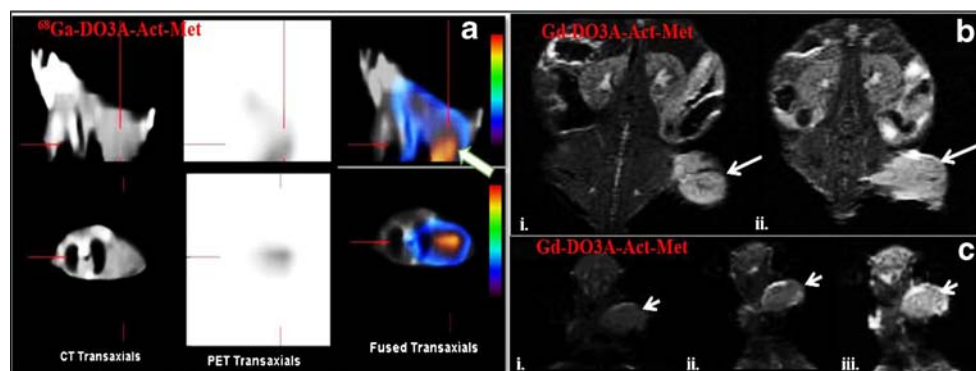 ⁶⁸Ga-DO3A-Act-Met
a
CT Transaxials
PET Transaxials
Fused Transaxials
Gd-DO3A-Act-Met
b
i.
ii.
Gd-DO3A-Act-Met
c
i.
ii.
iii.